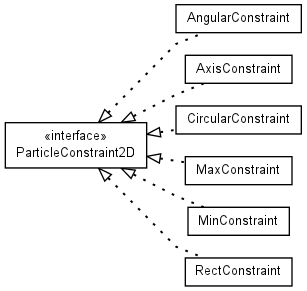 AngularConstraint
AxisConstraint
CircularConstraint
«interface»
ParticleConstraint2D
MaxConstraint
MinConstraint
RectConstraint